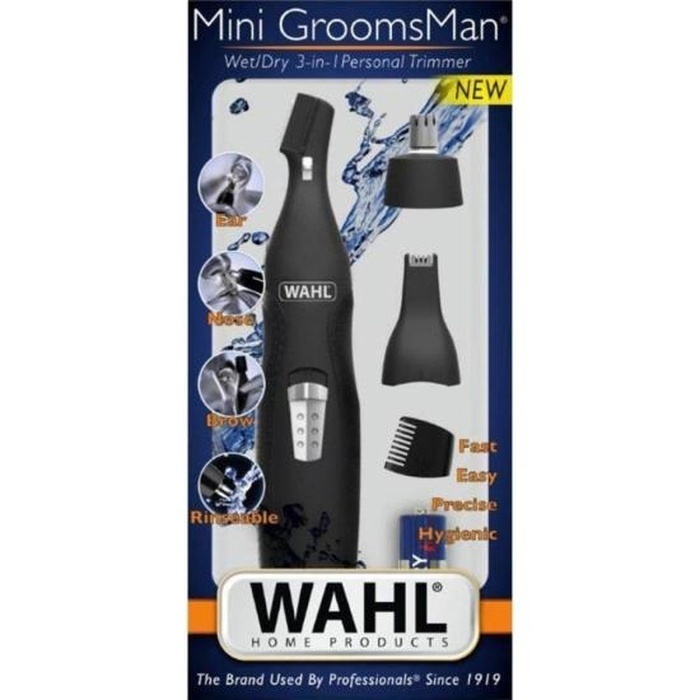 Mini GroomsMan®
Wet/Dry 3-in-1 Personal Trimmer
NEW
Ear
WAHL
Nose
Brow
Fast
Easy
Precise
Rinseable
Hygienic
WAHL®
HOME PRODUCTS
The Brand Used By Professionals® Since 1919